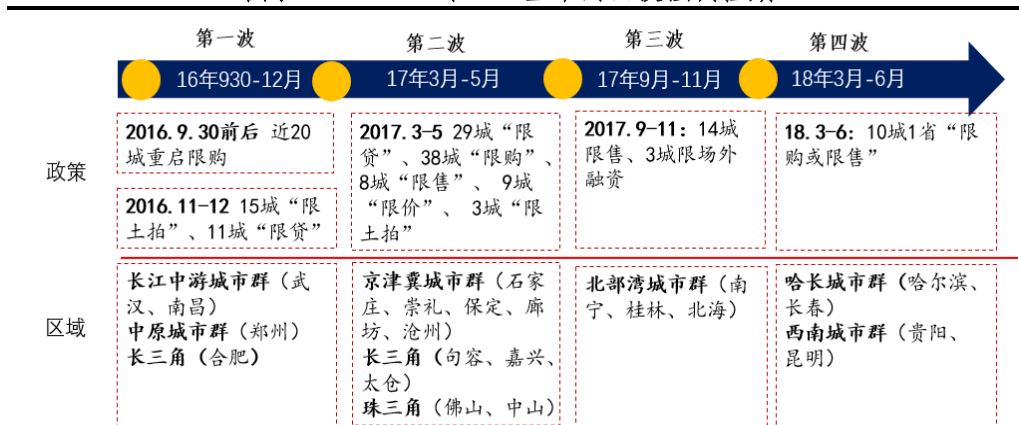 第一波
第二波
第三波
第四波
16年930-12月
17年3月-5月
17年9月-11月
18年3月-6月
政策
2016.9.30前后 近20
城重启限购
2016.11-12 15城“限
土拍”、11城“限贷”
2017.3-5 29城“限
贷”、38城“限购”、
8城“限售”、 9城
“限价”、 3城“限
土拍”
2017.9-11: 14城
限售、3城限场外
融资
18.3-6: 10城1省“限
购或限售”
区域
长江中游城市群（武
汉、南昌）
中原城市群（郑州）
长三角（合肥）
京津冀城市群（石家
庄、崇礼、保定、廊
坊、沧州）
长三角（句容、嘉兴、
太仓）
珠三角（佛山、中山）
北部湾城市群（南
宁、桂林、北海）
哈长城市群（哈尔滨、
长春）
西南城市群（贵阳、
昆明）